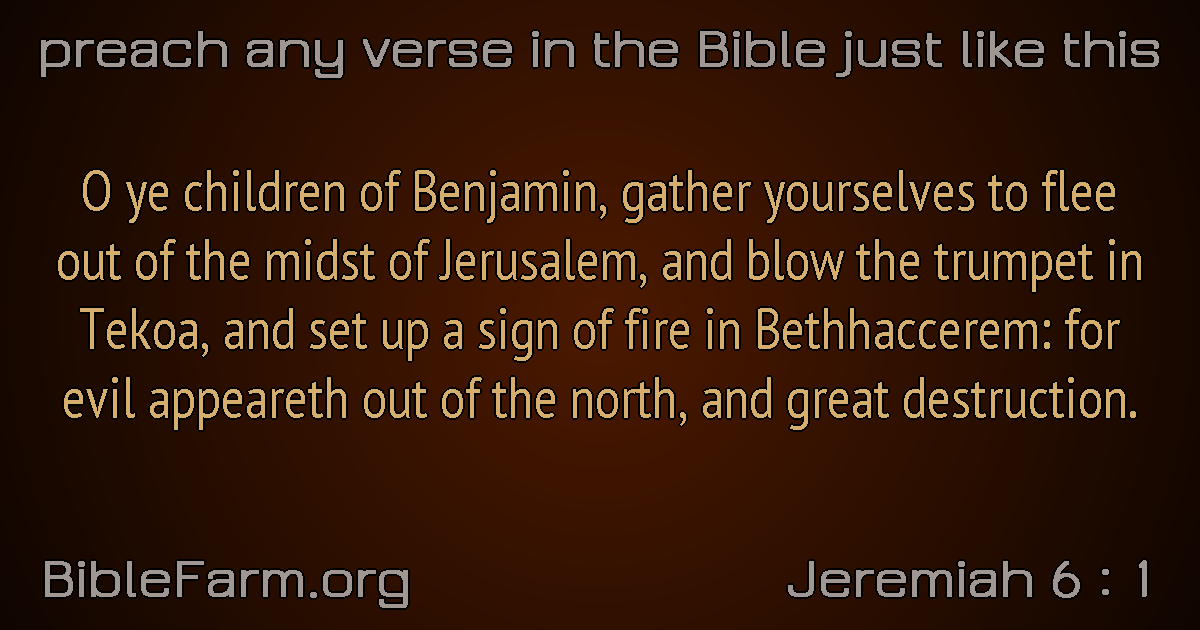 preach any verse in the Bible just like this
O ye children of Benjamin, gather yourselves to flee
out of the midst of Jerusalem, and blow the trumpet in
Tekoa, and set up a sign of fire in Bethhaccerem: for
evil appeareth out of the north, and great destruction.
BibleFarm.org
Jeremiah 6 : 1